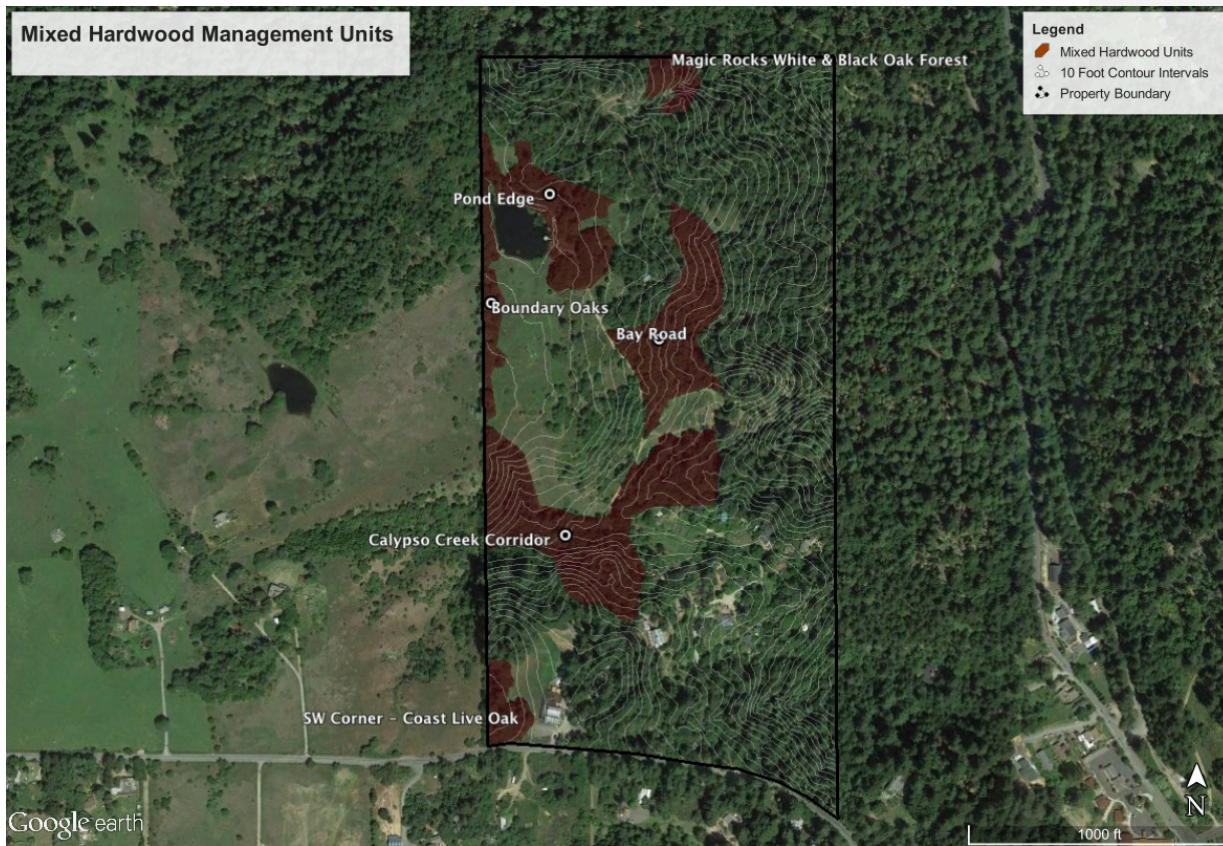 Mixed Hardwood Management Units
Legend
Mixed Hardwood Units
10 Foot Contour Intervals
Property Boundary
Magic Rocks White & Black Oak Forest
Pond Edge
Boundary Oaks
Bay Road
Calypso Creek Corridor
SW Corner - Coast Live Oak
N
Google earth
1000 ft